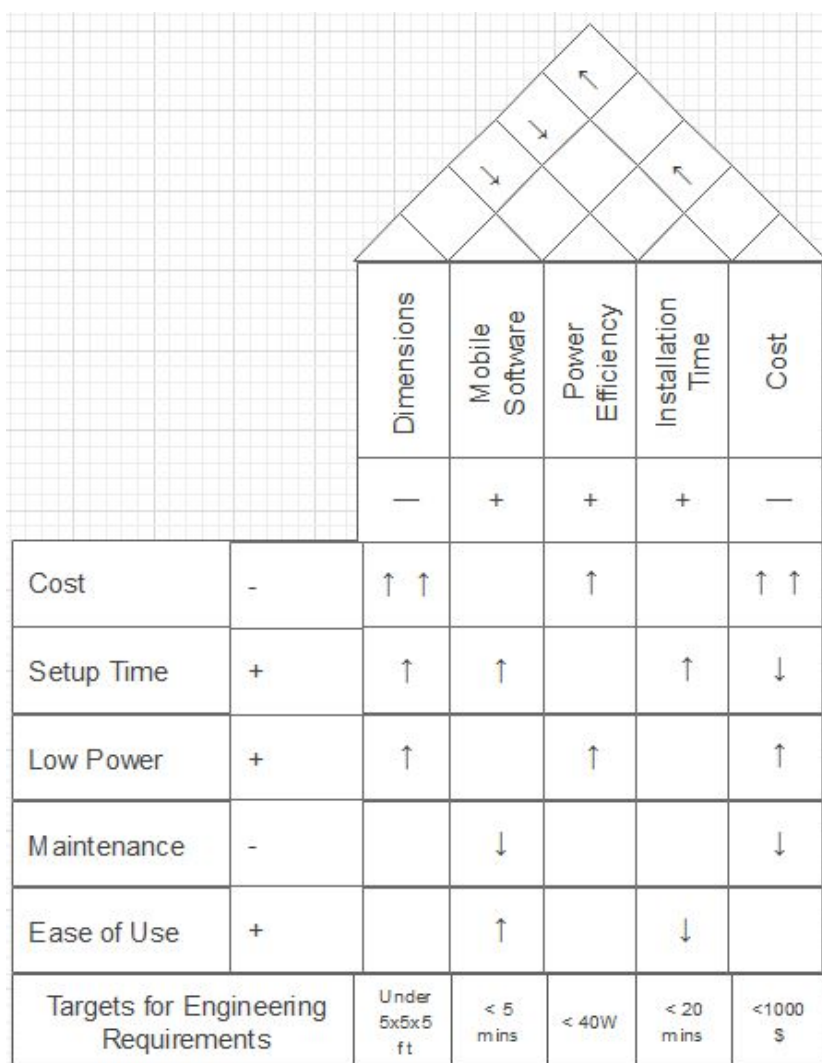 ↖
↘
↘ ↖
Dimensions
Mobile
Software
Power
Efficiency
Installation
Time
Cost
— + + + —
Cost - ↑ ↑ ↑ ↑ ↑
Setup Time + ↑ ↑ ↑ ↓
Low Power + ↑ ↑ ↑
Maintenance - ↓ ↓
Ease of Use + ↑ ↓
Targets for Engineering
Requirements
Under
5x5x5
ft
< 5
mins
< 40W
< 20
mins
<1000
$